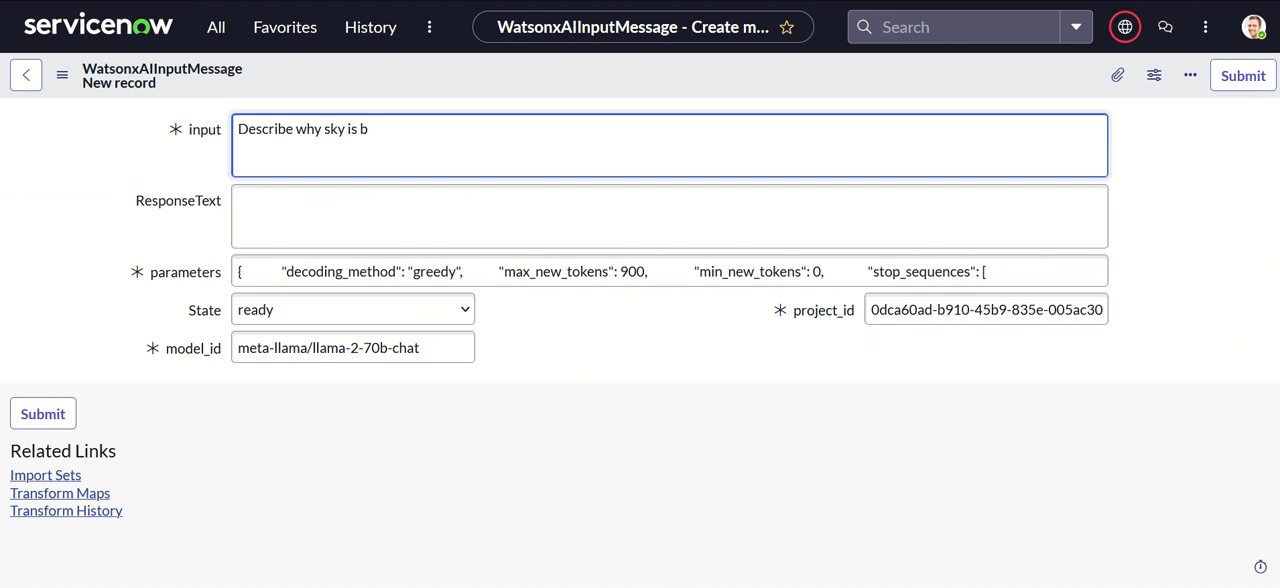 servicenow All Favorites History WatsonxAIInputMessage - Create m... Search
WatsonxAIInputMessage
New record
Submit
input Describe why sky is b
ResponseText
parameters { "decoding_method": "greedy", "max_new_tokens": 900, "min_new_tokens": 0, "stop_sequences": [
State ready project_id 0dca60ad-b910-45b9-835e-005ac30
model_id meta-llama/llama-2-70b-chat
Submit
Related Links
Import Sets
Transform Maps
Transform History